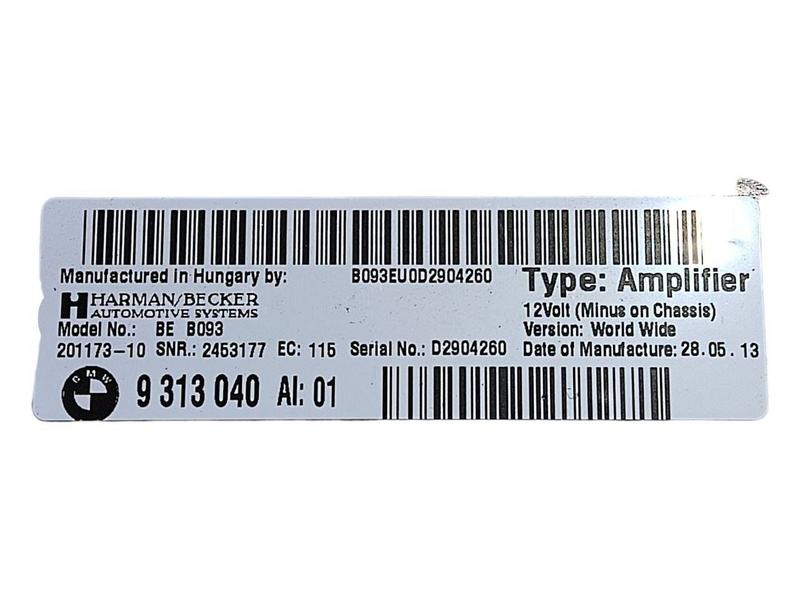 Manufactured in Hungary by: B093EU0D2904260 Type: Amplifier
HARMAN/BECKER
AUTOMOTIVE SYSTEMS 12Volt (Minus on Chassis)
Model No.: BE B093 Version: World Wide
201173-10 SNR.: 2453177 EC: 115 Serial No.: D2904260 Date of Manufacture: 28.05.13
BMW 9 313 040 AI: 01